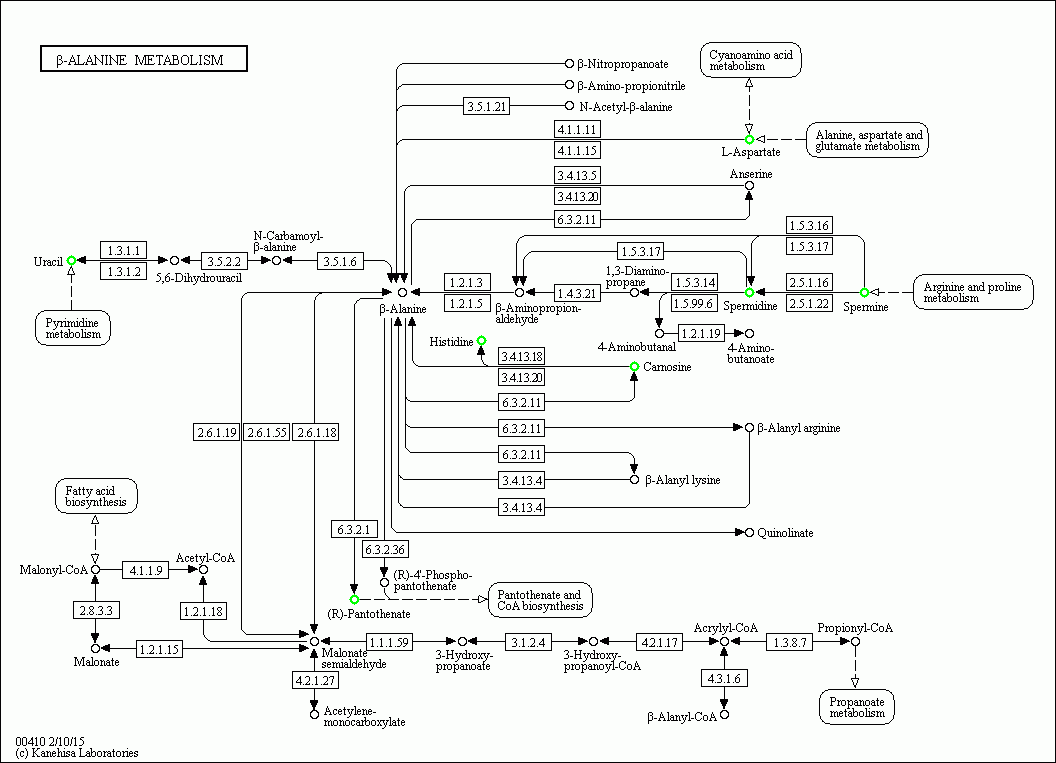 β-ALANINE METABOLISM
β-Nitropropanoate
β-Amino-propionitrile
3.5.1.21
N-Acetyl-β-alanine
Cyanoamino acid
metabolism
4.1.1.11
4.1.1.15
L-Aspartate
Alanine, aspartate and
glutamate metabolism
3.4.13.5
3.4.13.20
6.3.2.11
Anserine
1.5.3.16
1.5.3.17
1.5.3.17
Uracil
1.3.1.1
1.3.1.2
5,6-Dihydrouracil
3.5.2.2
N-Carbamoyl-
β-alanine
3.5.1.6
β-Alanine
1.2.1.3
1.2.1.5
β-Aminopropion-
aldehyde
1.4.3.21
1,3-Diamino-
propane
1.5.3.14
1.5.99.6
Spermidine
2.5.1.16
2.5.1.22
Spermine
Arginine and proline
metabolism
Pyrimidine
metabolism
4-Aminobutanal
1.2.1.19
4-Amino-
butanoate
Histidine
3.4.13.18
3.4.13.20
Carnosine
6.3.2.11
6.3.2.11
β-Alanyl arginine
6.3.2.11
3.4.13.4
β-Alanyl lysine
3.4.13.4
2.6.1.19
2.6.1.55
2.6.1.18
Fatty acid
biosynthesis
6.3.2.1
6.3.2.36
Quinolinate
Malonyl-CoA
4.1.1.9
Acetyl-CoA
(R)-4'-Phospho-
pantothenate
2.8.3.3
1.2.1.18
(R)-Pantothenate
Pantothenate and
CoA biosynthesis
Malonate
1.2.1.15
Malonate
semialdehyde
1.1.1.59
3-Hydroxy-
propanoate
3.1.2.4
3-Hydroxy-
propanoyl-CoA
4.2.1.17
Acrylyl-CoA
1.3.8.7
Propionyl-CoA
4.2.1.27
4.3.1.6
Acetylene-
monocarboxylate
β-Alanyl-CoA
Propanoate
metabolism
00410 2/10/15
(c) Kanehisa Laboratories